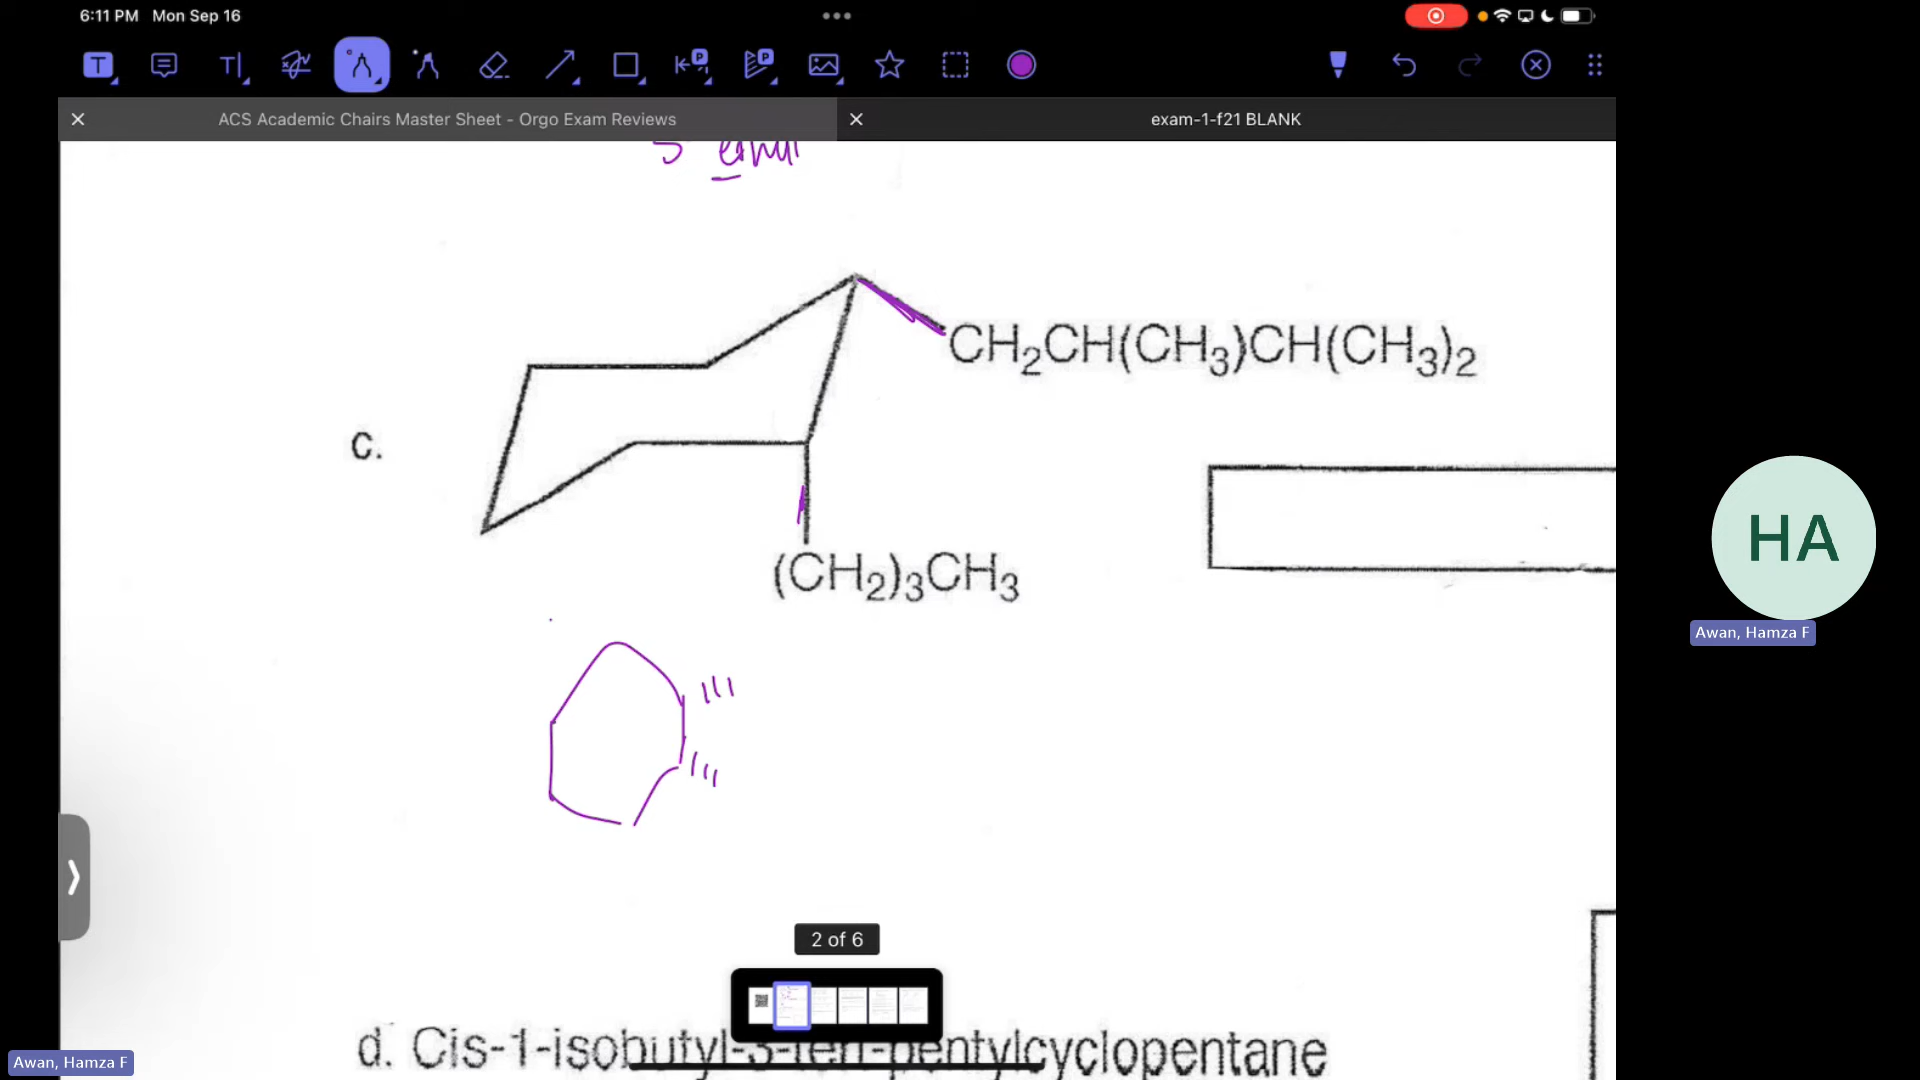 6:11 PM Mon Sep 16
T
T
P
P
ACS Academic Chairs Master Sheet - Orgo Exam Reviews
exam-1-f21 BLANK
CH2CH(CH3)CH(CH3)2
c.
(CH2)3CH3
HA
Awan, Hamza F
2 of 6
d. Cis-1-isobutyl-3-tert-pentylcyclopentane
Awan, Hamza F